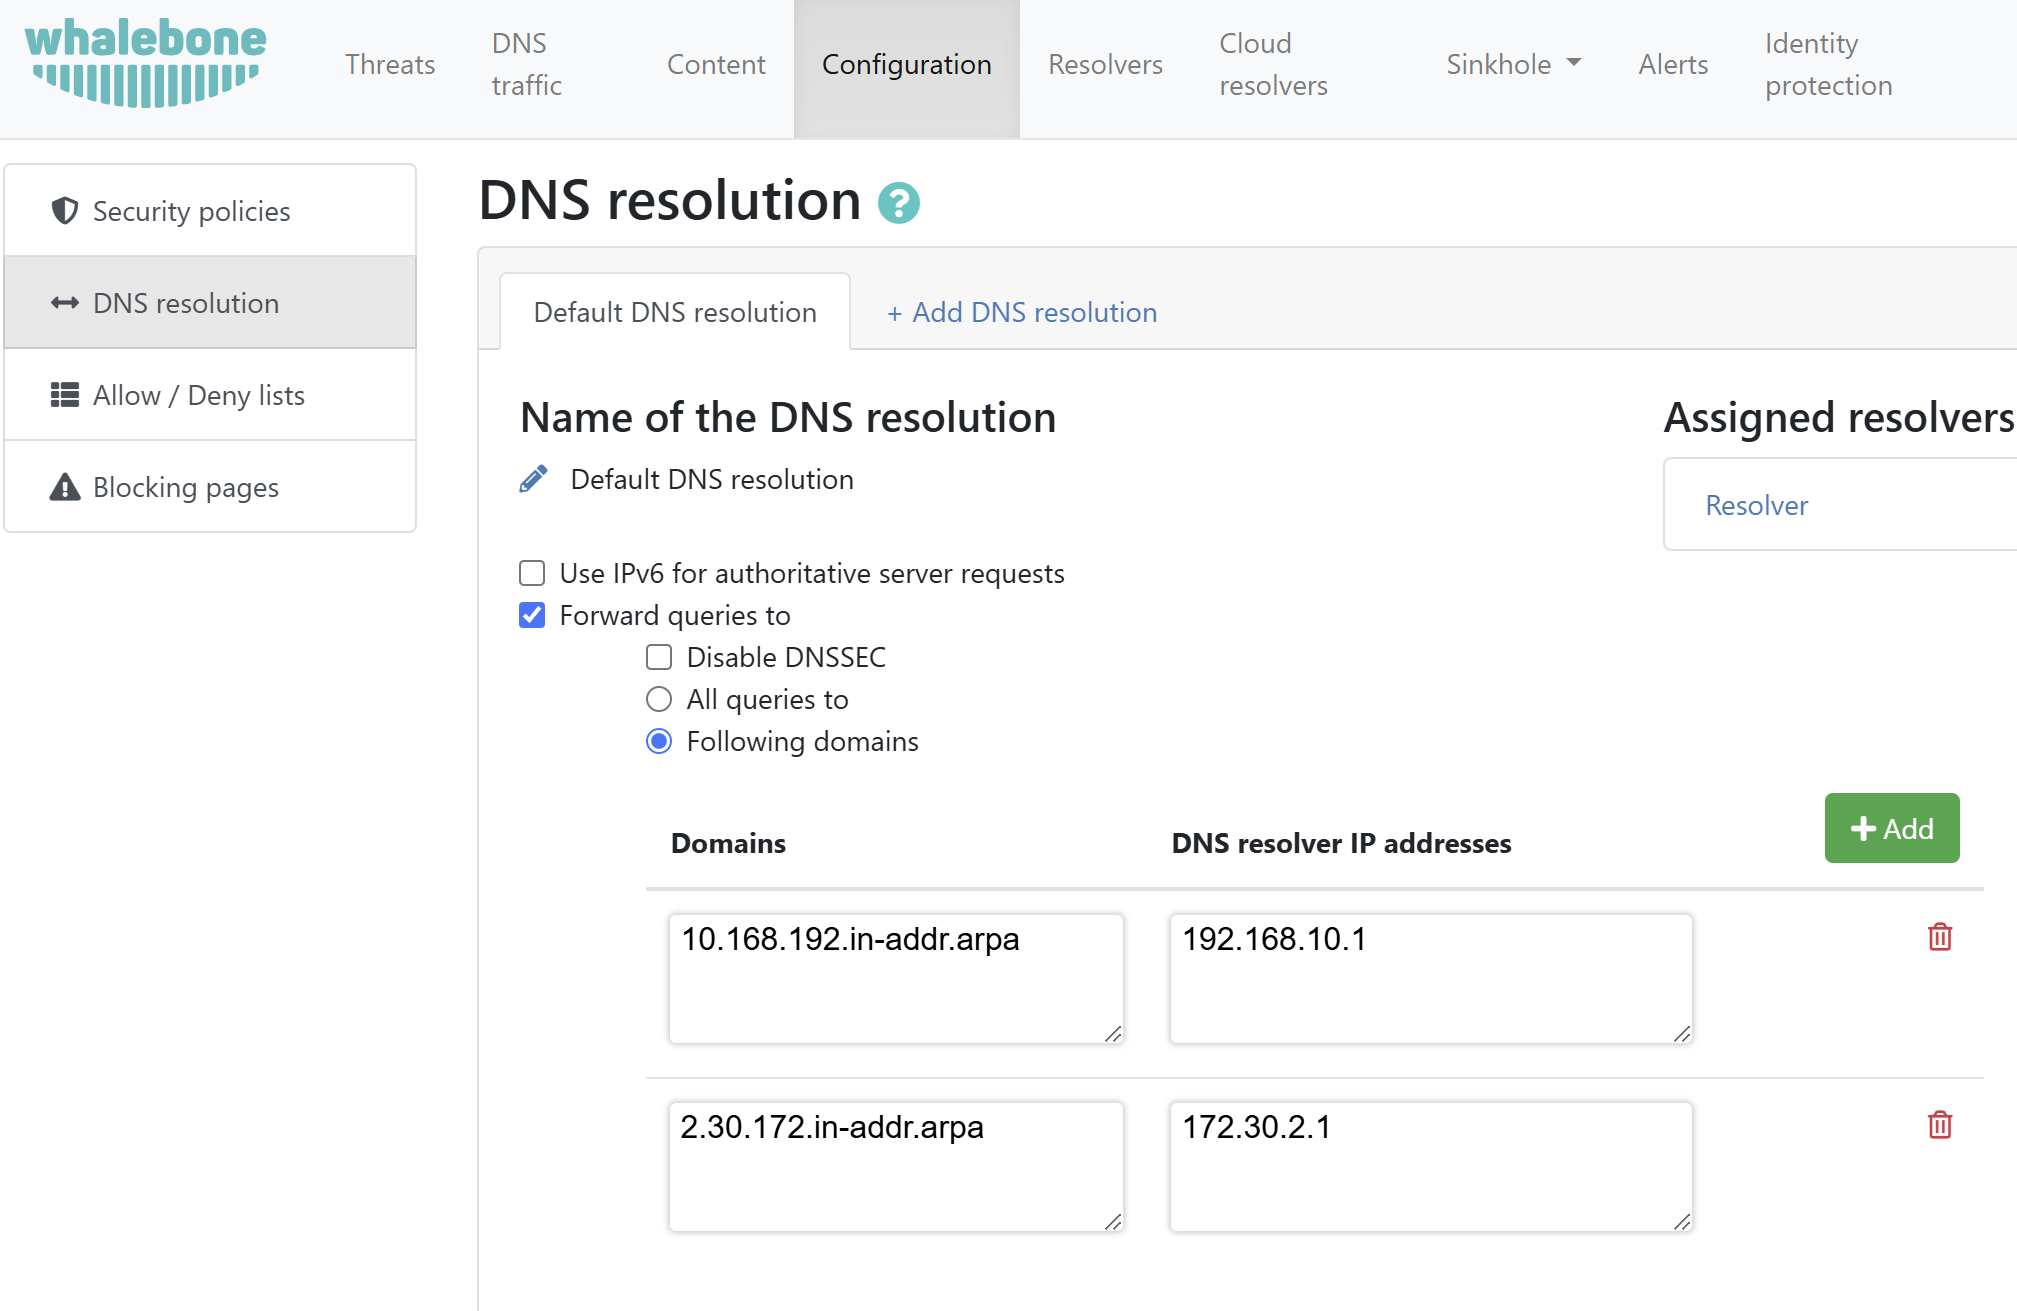 whalebone
Threats
DNS
traffic
Content
Configuration
Resolvers
Cloud
resolvers
Sinkhole
Alerts
Identity
protection
Security policies
DNS resolution
Allow / Deny lists
Blocking pages
DNS resolution ?
Default DNS resolution
+ Add DNS resolution
Name of the DNS resolution
Default DNS resolution
Assigned resolvers
Resolver
Use IPv6 for authoritative server requests
Forward queries to
Disable DNSSEC
All queries to
Following domains
Domains
DNS resolver IP addresses
+ Add
10.168.192.in-addr.arpa
192.168.10.1
2.30.172.in-addr.arpa
172.30.2.1